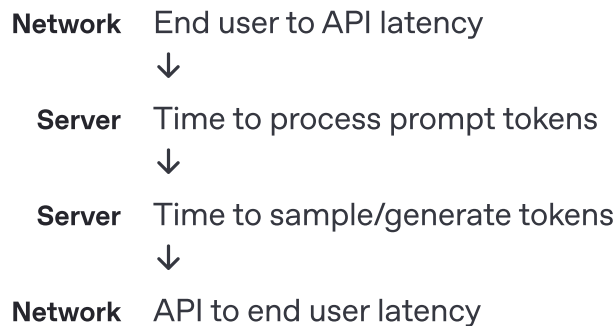 Network End user to API latency
↓
Server Time to process prompt tokens
↓
Server Time to sample/generate tokens
↓
Network API to end user latency